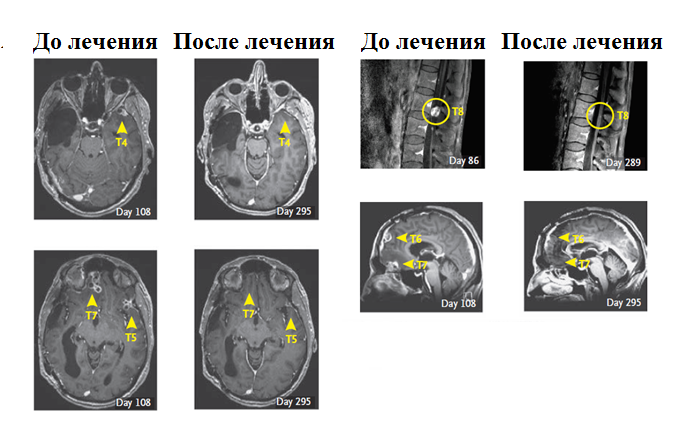 До лечения После лечения До лечения После лечения
T4
Day 108
T4
Day 295
T8
Day 86
T8
Day 289
T7
T5
Day 108
T7
T5
Day 295
T6
T7
Day 108
T6
T7
Day 295